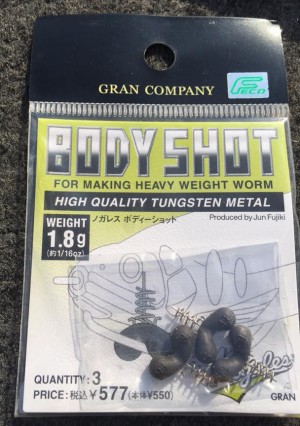 GRAN COMPANY
Feco
BODY SHOT
FOR MAKING HEAVY WEIGHT WORM
HIGH QUALITY TUNGSTEN METAL
WEIGHT
1.8g
(約1/16oz)
ノガレス ボディーショット
Produced by Jun Fujiki
QUANTITY:3
PRICE:税込¥577(本体¥550)
GRAN